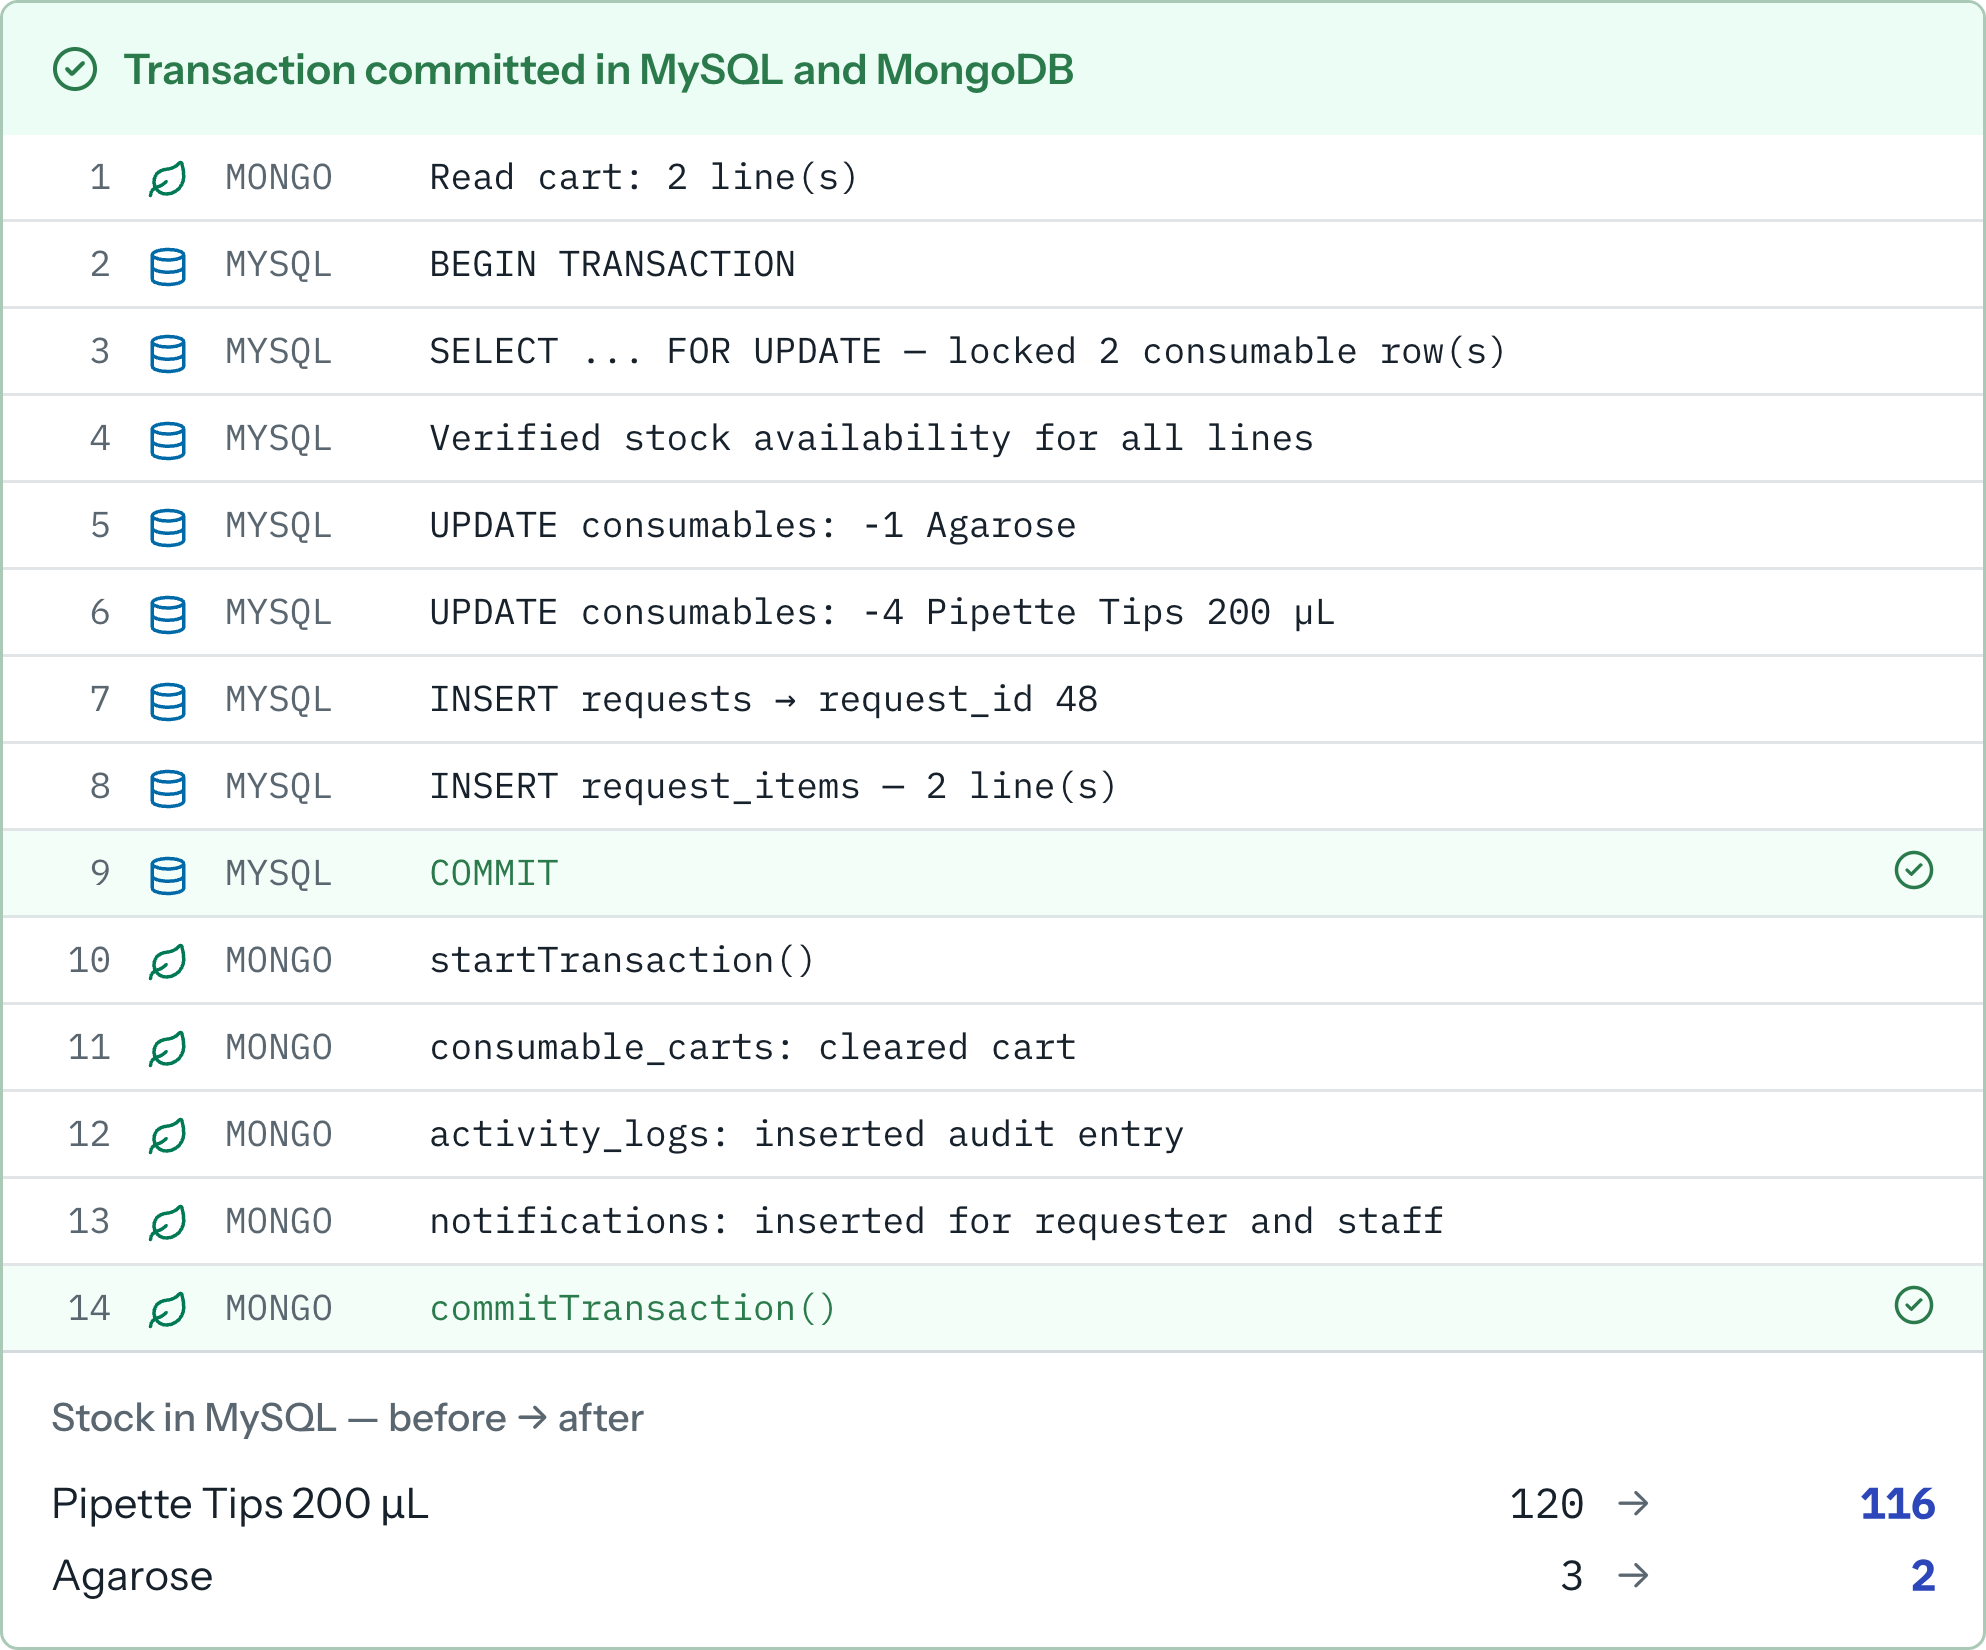 Transaction committed in MySQL and MongoDB
1 MONGO Read cart: 2 line(s)
2 MYSQL BEGIN TRANSACTION
3 MYSQL SELECT ... FOR UPDATE — locked 2 consumable row(s)
4 MYSQL Verified stock availability for all lines
5 MYSQL UPDATE consumables: -1 Agarose
6 MYSQL UPDATE consumables: -4 Pipette Tips 200 µL
7 MYSQL INSERT requests → request_id 48
8 MYSQL INSERT request_items — 2 line(s)
9 MYSQL COMMIT
10 MONGO startTransaction()
11 MONGO consumable_carts: cleared cart
12 MONGO activity_logs: inserted audit entry
13 MONGO notifications: inserted for requester and staff
14 MONGO commitTransaction()
Stock in MySQL — before → after
Pipette Tips 200 µL 120 → 116
Agarose 3 → 2